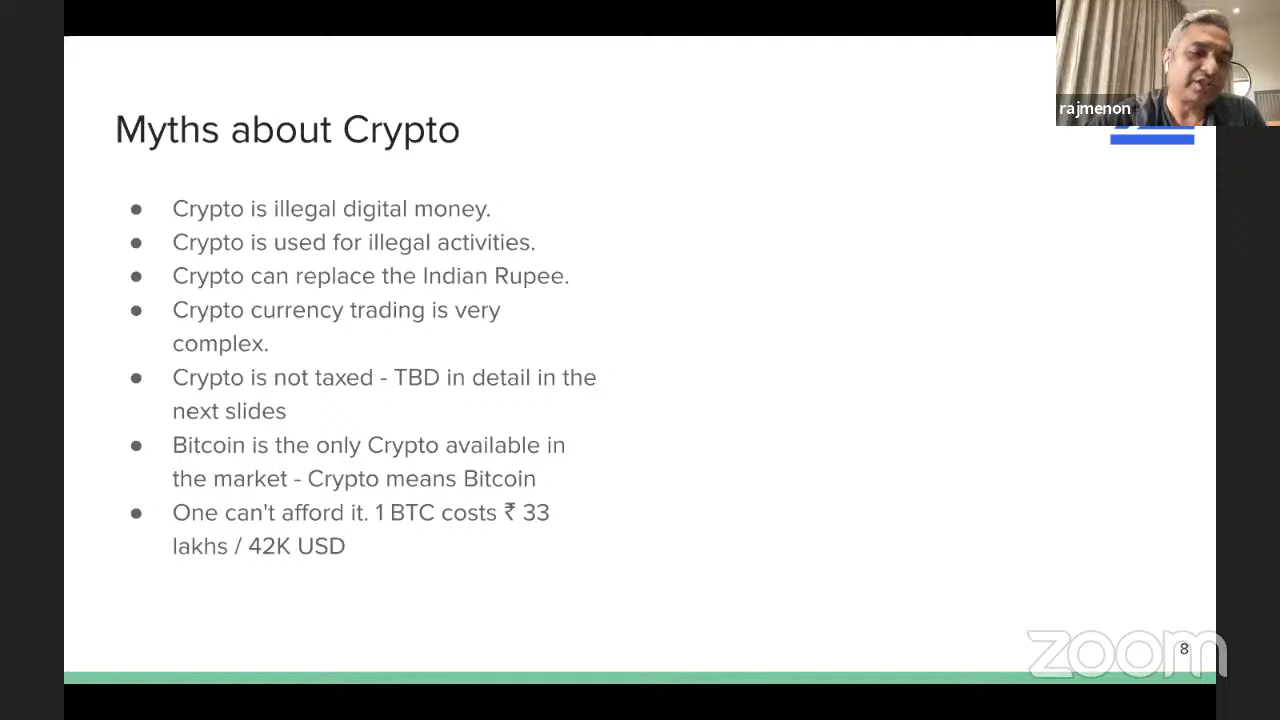 rajmenon
Myths about Crypto
● Crypto is illegal digital money.
● Crypto is used for illegal activities.
● Crypto can replace the Indian Rupee.
● Crypto currency trading is very
complex.
● Crypto is not taxed - TBD in detail in the
next slides
● Bitcoin is the only Crypto available in
the market - Crypto means Bitcoin
● One can't afford it. 1 BTC costs ₹ 33
lakhs / 42K USD
zoom
8